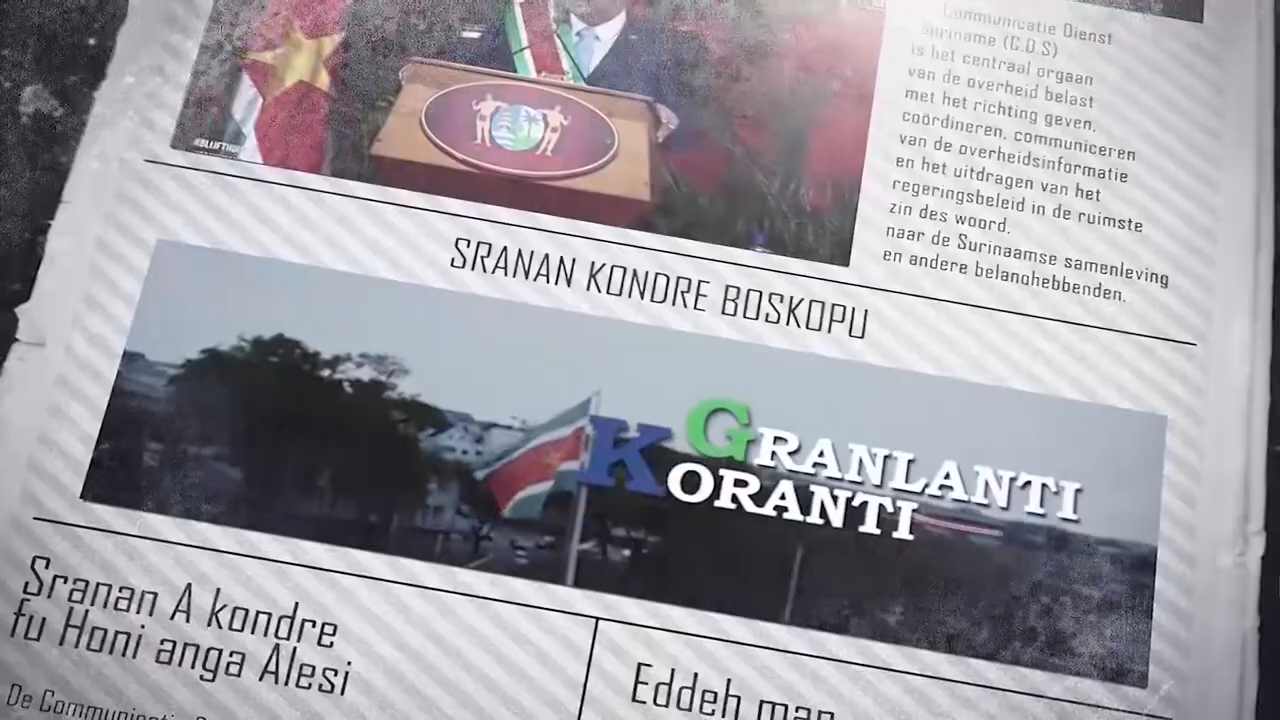 Communicatie Dienst
Suriname (C.D.S)
is het centraal orgaan
van de overheid belast
met het richting geven,
coördineren, communiceren
van de overheidsinformatie
en het uitdragen van het
regeringsbeleid in de ruimste
zin des woord,
naar de Surinaamse samenleving
en andere belanghebbenden.
SRANAN KONDRE BOSKOPU
GRANLANTI
KORANTI
Sranan A kondre
fu Honi anga Alesi
Eddeh man
De